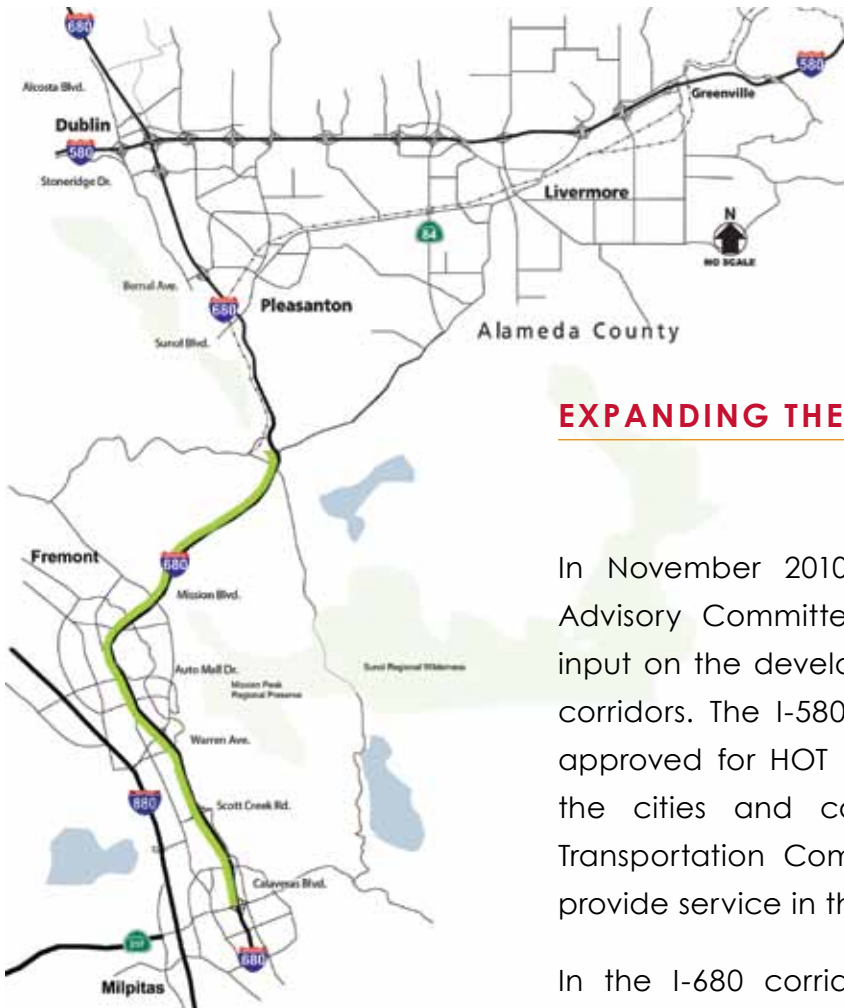 680
Alcosta Blvd.
580
Greenville
Dublin
580
Stoneridge Dr.
Livermore
84
N
NO SCALE
Bernal Ave.
680
Pleasanton
Sunol Blvd.
Alameda County
EXPANDING THE
Fremont
680
Mission Blvd.
Auto Mall Dr.
Mission Peak
Regional Preserve
Sunol Regional Wilderness
Warren Ave.
880
Scott Creek Rd.
Calaveras Blvd.
237
680
Milpitas
In November 2010
Advisory Committe
input on the develo
corridors. The I-580
approved for HOT
the cities and co
Transportation Com
provide service in th
In the I-680 corrid